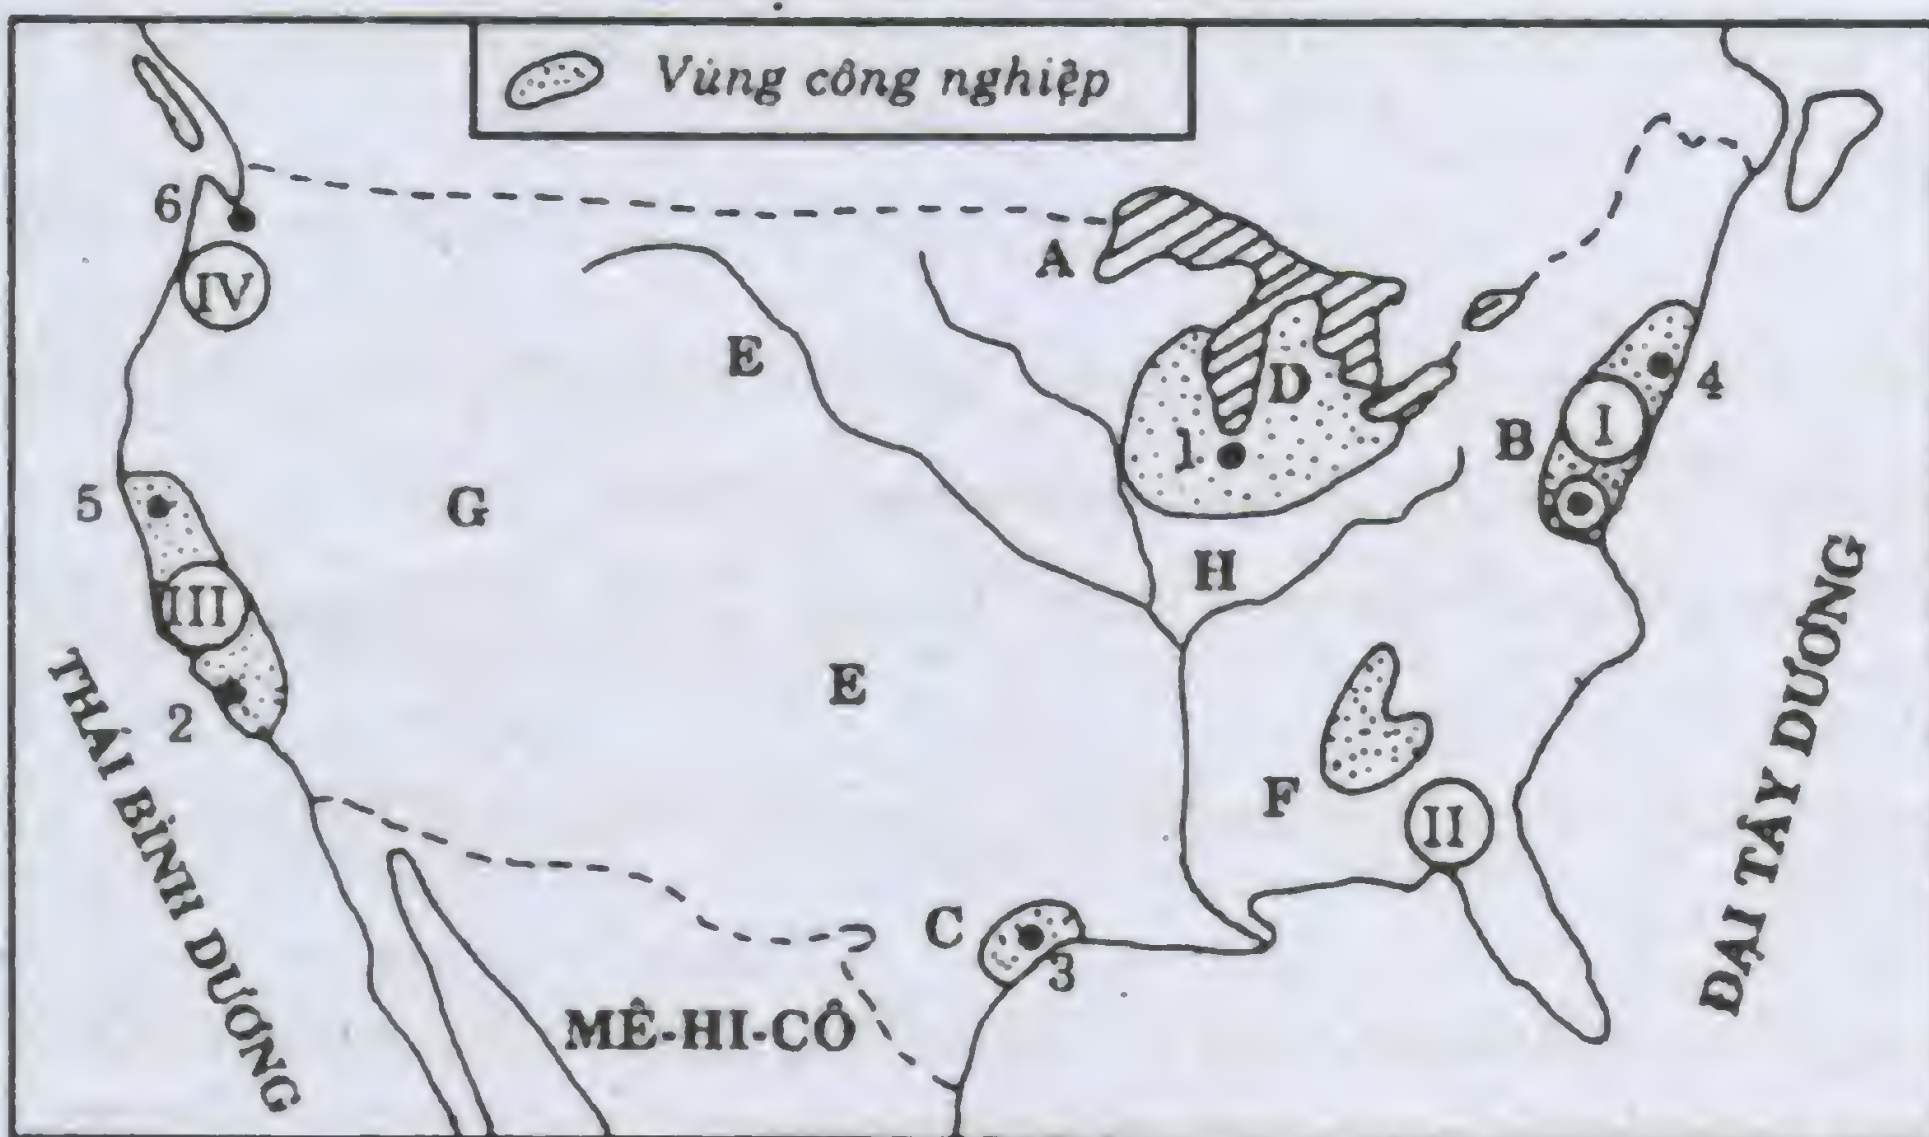 Vùng công nghiệp
6
IV
A
E
D
4
I
B
1
5
G
H
III
E
2
F
II
C
3
THÁI BÌNH DƯƠNG
MÊ-HI-CÔ
ĐẠI TÂY DƯƠNG